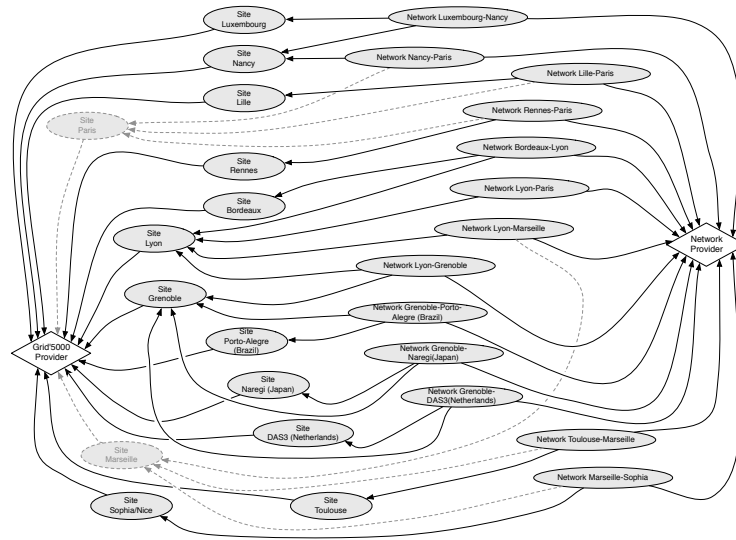 Site
Luxembourg
Network Luxembourg-Nancy
Site
Nancy
Network Nancy-Paris
Network Lille-Paris
Site
Lille
Network Rennes-Paris
Site
Paris
Network Bordeaux-Lyon
Site
Rennes
Network Lyon-Paris
Site
Bordeaux
Network Lyon-Marseille
Site
Lyon
Network
Provider
Network Lyon-Grenoble
Site
Grenoble
Network Grenoble-Porto-
Alegre (Brazil)
Site
Porto-Alegre
(Brazil)
Grid'5000
Provider
Network Grenoble-
Naregi(Japan)
Site
Naregi (Japan)
Network Grenoble-
DAS3(Netherlands)
Site
DAS3 (Netherlands)
Network Toulouse-Marseille
Site
Marseille
Network Marseille-Sophia
Site
Sophia/Nice
Site
Toulouse